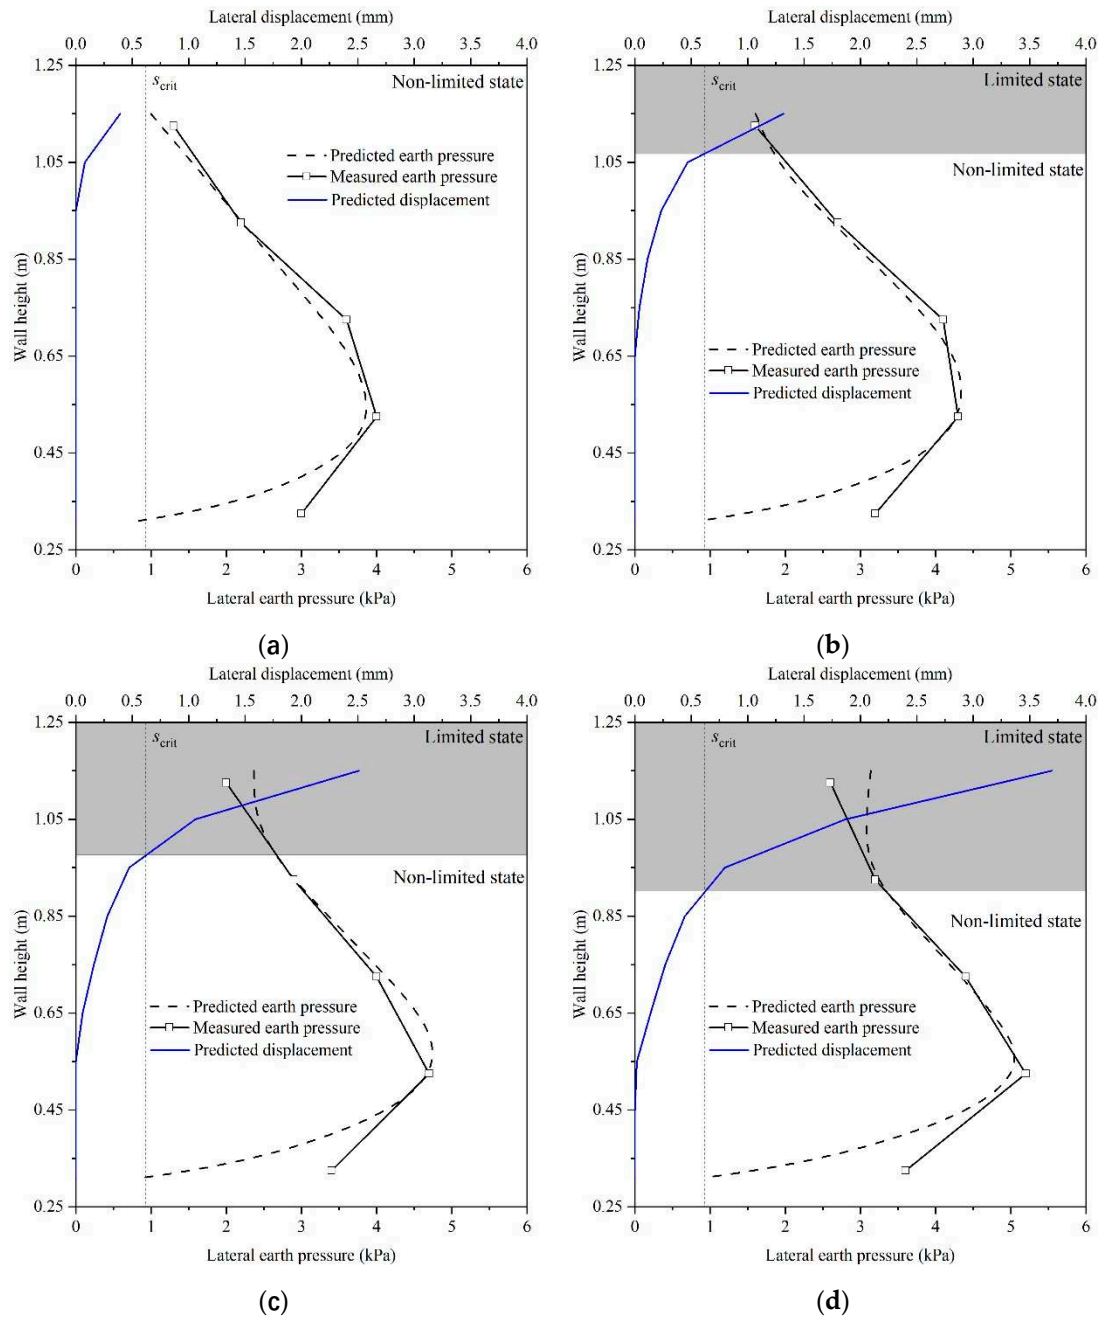 Lateral displacement (mm)
0.0 0.5 1.0 1.5 2.0 2.5 3.0 3.5 4.0
1.25
1.05
0.85
0.65
0.45
0.25
Wall height (m)
s crit
Non-limited state
Predicted earth pressure
Measured earth pressure
Predicted displacement
0 1 2 3 4 5 6
Lateral earth pressure (kPa)
(a)
Lateral displacement (mm)
0.0 0.5 1.0 1.5 2.0 2.5 3.0 3.5 4.0
1.25
1.05
0.85
0.65
0.45
0.25
Wall height (m)
s crit
Limited state
Non-limited state
Predicted earth pressure
Measured earth pressure
Predicted displacement
0 1 2 3 4 5 6
Lateral earth pressure (kPa)
(b)
Lateral displacement (mm)
0.0 0.5 1.0 1.5 2.0 2.5 3.0 3.5 4.0
1.25
1.05
0.85
0.65
0.45
0.25
Wall height (m)
s crit
Limited state
Non-limited state
Predicted earth pressure
Measured earth pressure
Predicted displacement
0 1 2 3 4 5 6
Lateral earth pressure (kPa)
(c)
Lateral displacement (mm)
0.0 0.5 1.0 1.5 2.0 2.5 3.0 3.5 4.0
1.25
1.05
0.85
0.65
0.45
0.25
Wall height (m)
s crit
Limited state
Non-limited state
Predicted earth pressure
Measured earth pressure
Predicted displacement
0 1 2 3 4 5 6
Lateral earth pressure (kPa)
(d)